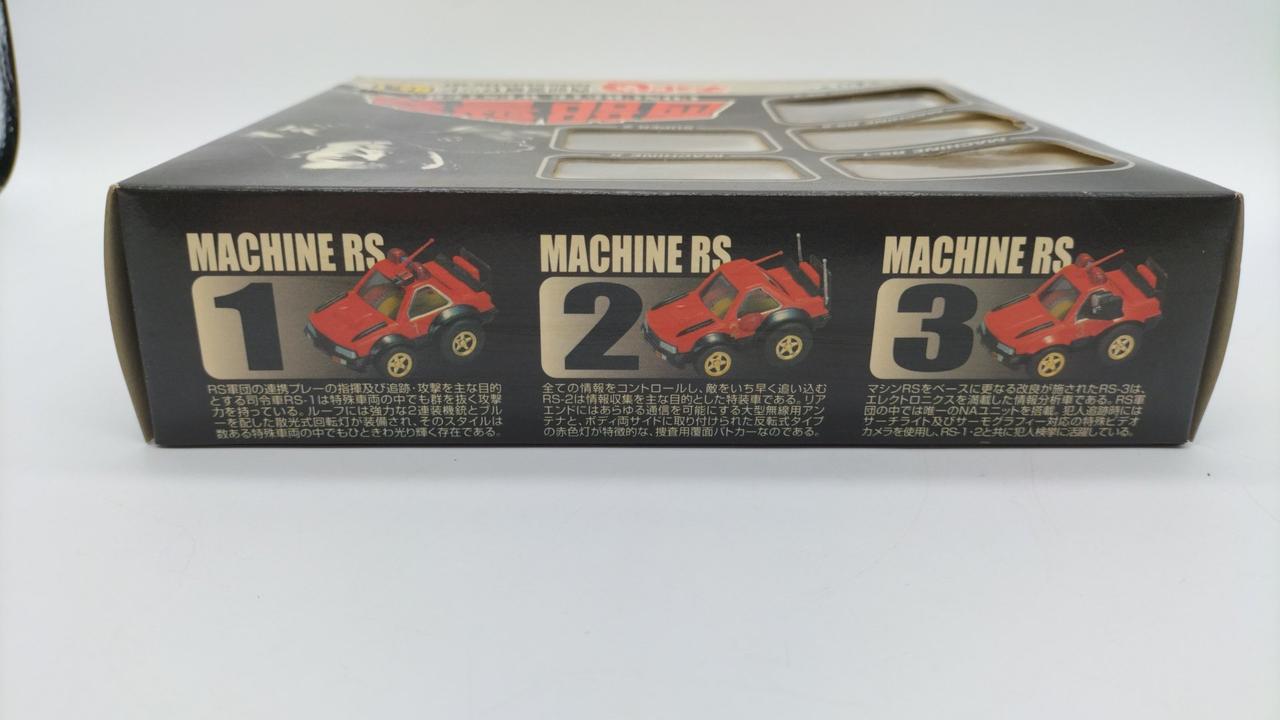 SUPER Z
MACHINE X
MACHINE RS-1
MACHINE RS
1
RS軍団の連携プレーの指揮及び追跡・攻撃を主な目的
とする司令車RS-1は特殊車両の中でも群を抜く攻撃
力を持っている。ルーフには強力な2連装機銃とブル
ーを配した散光式回転灯が装備され、そのスタイルは
数ある特殊車両の中でもひときわ光り輝く存在である。
MACHINE RS
2
全ての情報をコントロールし、敵をいち早く追い込む
RS-2は情報収集を主な目的とした特装車である。リア
エンドにはあらゆる通信を可能にする大型無線用アン
テナと、ボディ両サイドに取り付けられた反転式タイプ
の赤色灯が特徴的な、捜査用覆面パトカーなのである。
MACHINE RS
3
マシンRSをベースに更なる改良が施されたRS-3は、
エレクトロニクスを満載した情報分析車である。RS軍
団の中では唯一のNAユニットを搭載。犯人追跡時には
サーチライト及びサーモグラフィー対応の特殊ビデオ
カメラを使用し、RS-1・2と共に犯人検挙に活躍している。